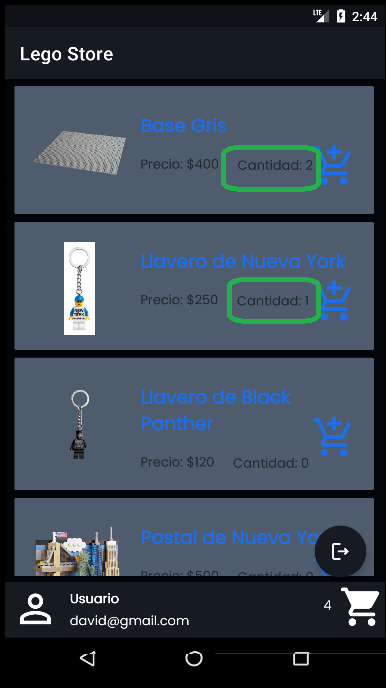 LTE 2:44
Lego Store
Base Gris
Precio: $400 Cantidad: 2
Llavero de Nueva York
Precio: $250 Cantidad: 1
Llavero de Black
Panther
Precio: $120 Cantidad: 0
Postal de Nueva Yo
Precio: $500 Cantidad: 0
Usuario
4
david@gmail.com